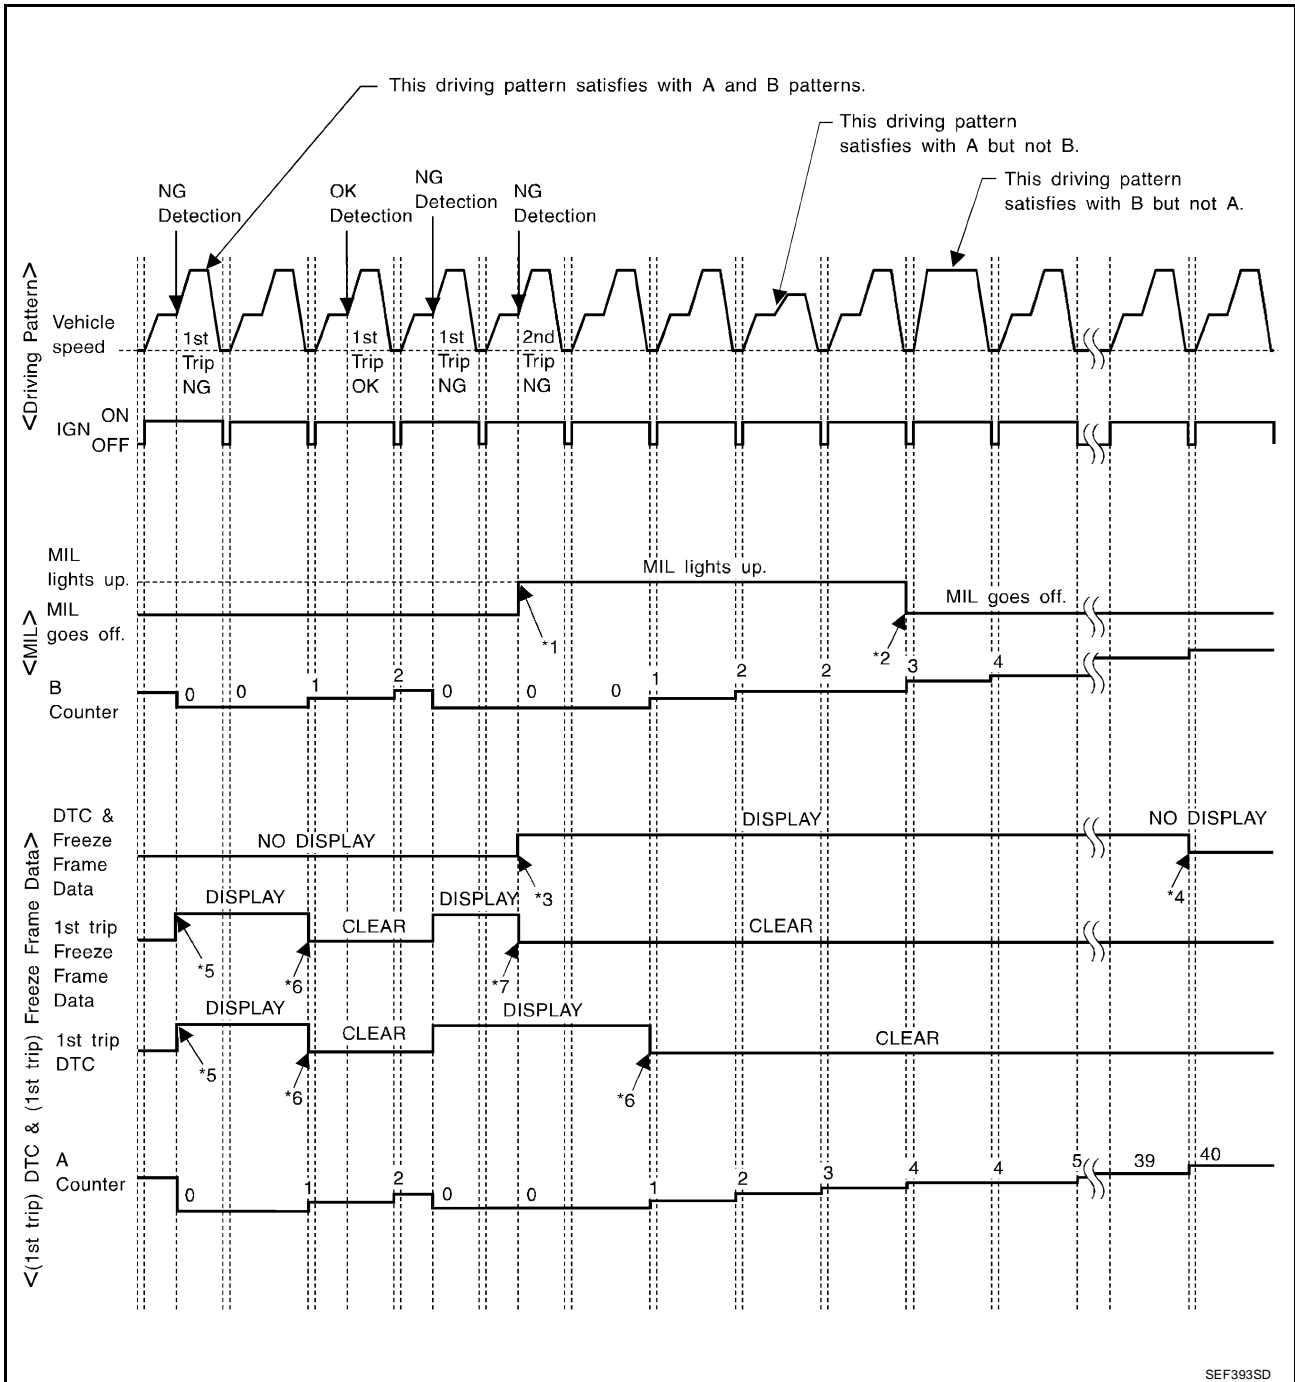 This driving pattern satisfies with A and B patterns.
This driving pattern
satisfies with A but not B.
This driving pattern
satisfies with B but not A.
NG
Detection
OK
Detection
NG
Detection
NG
Detection
<Driving Pattern>
Vehicle
speed
1st
Trip
NG
1st
Trip
OK
1st
Trip
NG
2nd
Trip
NG
IGN
ON
OFF
<MIL>
MIL
lights up.
MIL
goes off.
MIL lights up.
MIL goes off.
*1
*2
B
Counter
0 0 1 2 0 0 0 1 2 2 3 4
<(1st trip) DTC & (1st trip) Freeze Frame Data>
DTC &
Freeze
Frame
Data
NO DISPLAY
DISPLAY
NO DISPLAY
*3
*4
1st trip
Freeze
Frame
Data
DISPLAY
CLEAR
DISPLAY
CLEAR
*5
*6
*7
1st trip
DTC
DISPLAY
CLEAR
DISPLAY
CLEAR
*5
*6
*6
A
Counter
0 1 2 0 0 1 2 3 4 4 5 39 40
SEF393SD